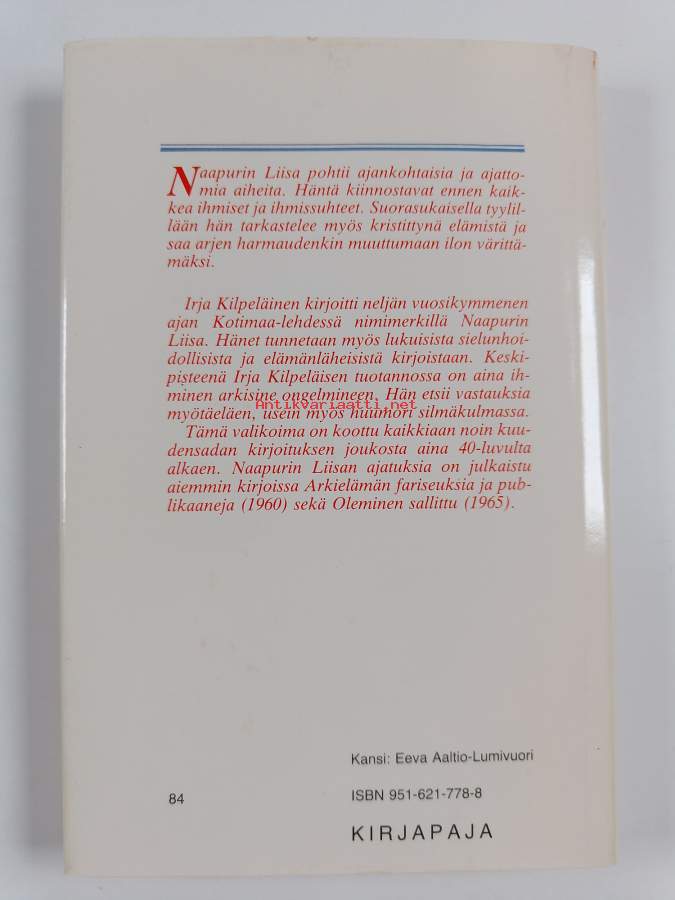 Naapurin Liisa pohtii ajankohtaisia ja ajatto-
mia aiheita. Häntä kiinnostavat ennen kaik-
kea ihmiset ja ihmissuhteet. Suorasukaisella tyylil-
lään hän tarkastelee myös kristittynä elämistä ja
saa arjen harmaudenkin muuttumaan ilon värittä-
mäksi.
Irja Kilpeläinen kirjoitti neljän vuosikymmenen
ajan Kotimaa-lehdessä nimimerkillä Naapurin
Liisa. Hänet tunnetaan myös lukuisista sielunhoi-
dollisista ja elämänläheisistä kirjoistaan. Keski-
pisteenä Irja Kilpeläisen tuotannossa on aina ih-
minen arkisine ongelmineen. Hän etsii vastauksia
Antikvariaatti.net
myötäeläen, usein myös huumori silmäkulmassa.
Tämä valikoima on koottu kaikkiaan noin kuu-
densadan kirjoituksen joukosta aina 40-luvulta
alkaen. Naapurin Liisan ajatuksia on julkaistu
aiemmin kirjoissa Arkielämän fariseuksia ja pub-
likaaneja (1960) sekä Oleminen sallittu (1965).
Kansi: Eeva Aaltio-Lumivuori
84 ISBN 951-621-778-8
KIRJAPAJA